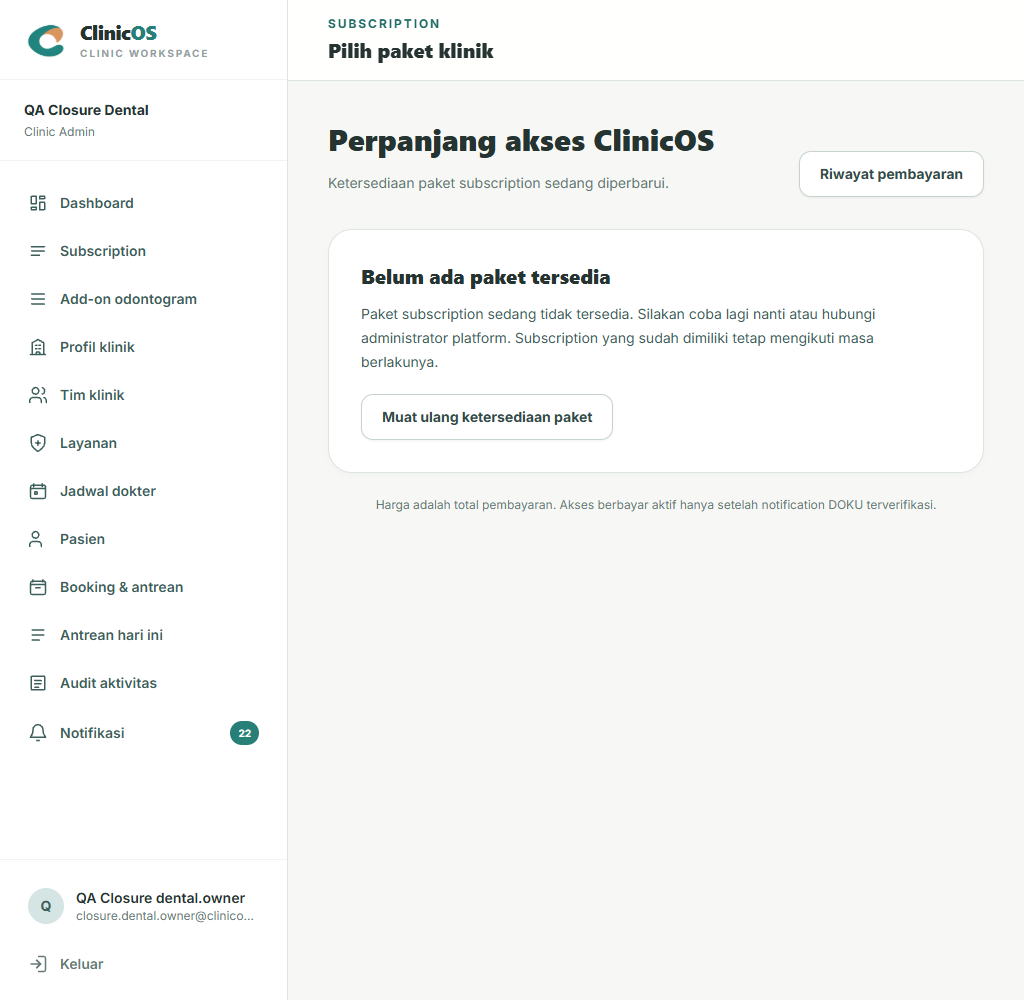 ClinicOS
CLINIC WORKSPACE
QA Closure Dental
Clinic Admin
Dashboard
Subscription
Add-on odontogram
Profil klinik
Tim klinik
Layanan
Jadwal dokter
Pasien
Booking & antrean
Antrean hari ini
Audit aktivitas
Notifikasi
22
Q
QA Closure dental.owner
closure.dental.owner@clinico...
Keluar
SUBSCRIPTION
Pilih paket klinik
Perpanjang akses ClinicOS
Ketersediaan paket subscription sedang diperbarui.
Riwayat pembayaran
Belum ada paket tersedia
Paket subscription sedang tidak tersedia. Silakan coba lagi nanti atau hubungi
administrator platform. Subscription yang sudah dimiliki tetap mengikuti masa
berlakunya.
Muat ulang ketersediaan paket
Harga adalah total pembayaran. Akses berbayar aktif hanya setelah notification DOKU terverifikasi.